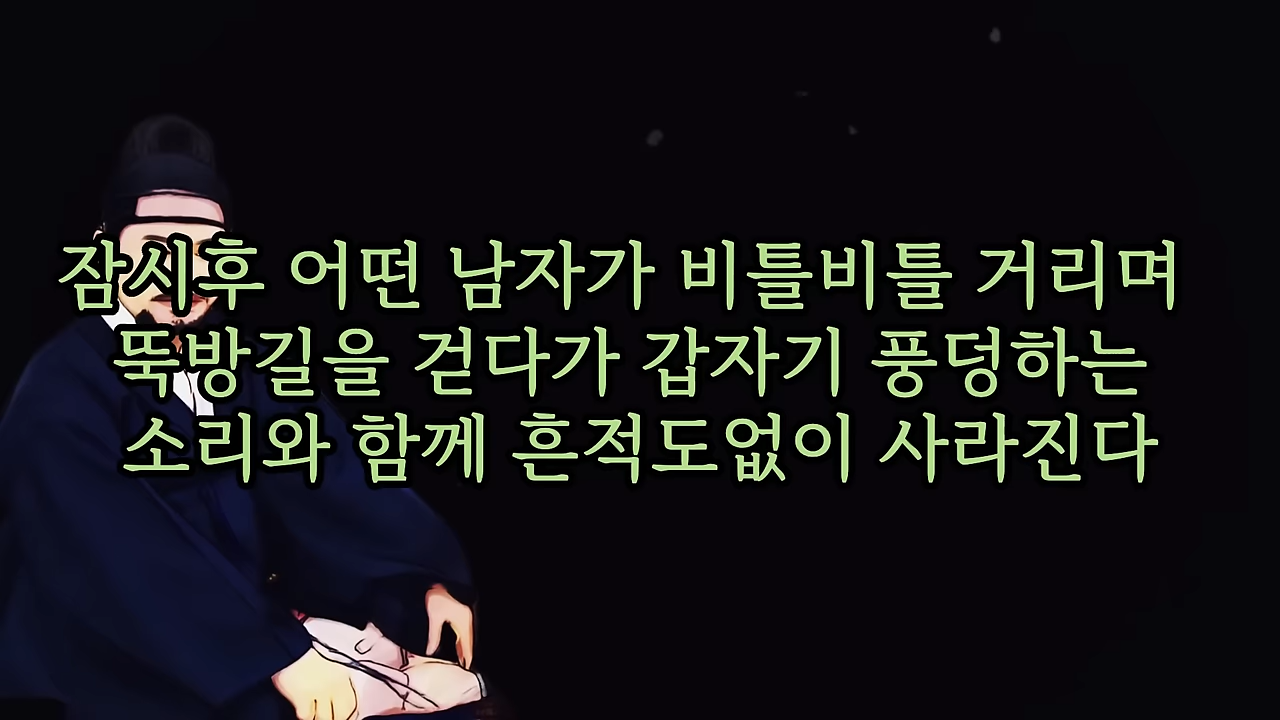 잠시후 어떤 남자가 비틀비틀 거리며
뚝방길을 걷다가 갑자기 풍덩하는
소리와 함께 흔적도없이 사라진다